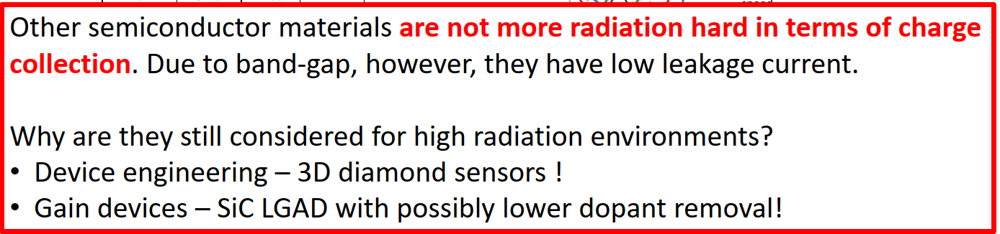 Other semiconductor materials are not more radiation hard in terms of charge
collection. Due to band-gap, however, they have low leakage current.
Why are they still considered for high radiation environments?
• Device engineering – 3D diamond sensors !
• Gain devices – SiC LGAD with possibly lower dopant removal!